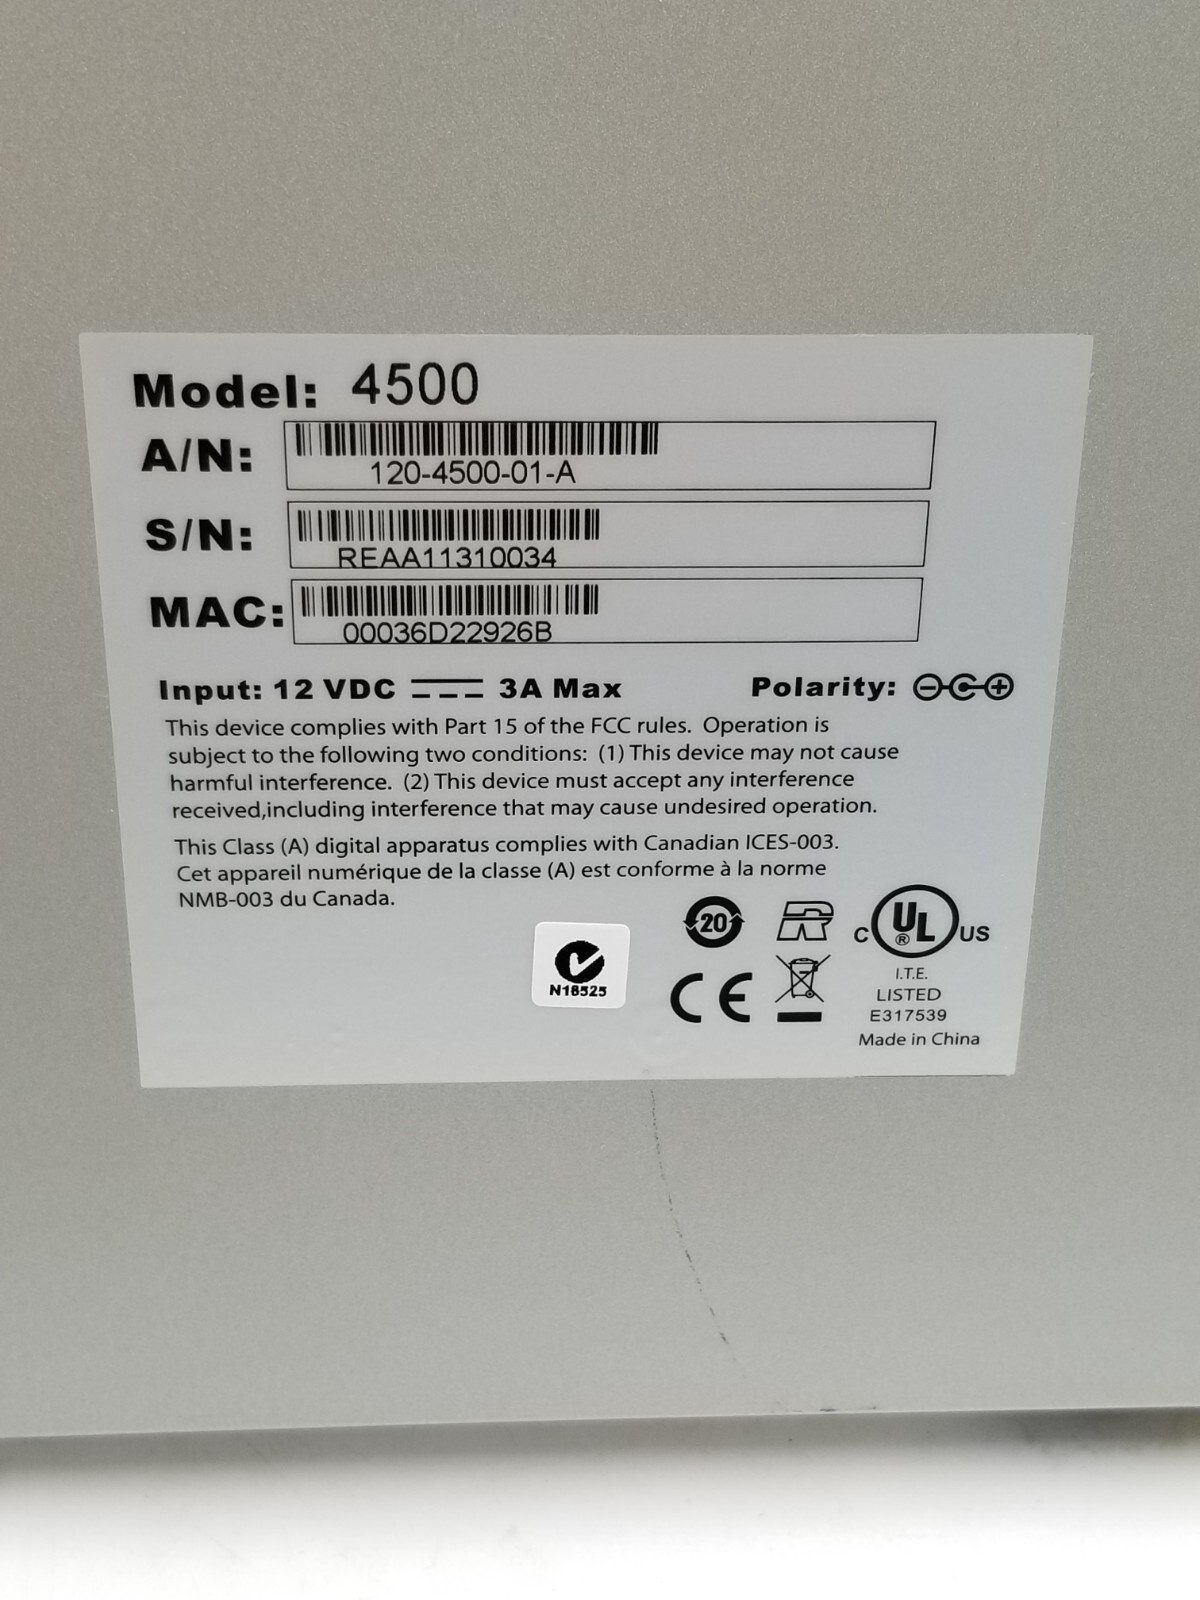 Model: 4500
A/N: 120-4500-01-A
S/N: REAA11310034
MAC: 00036D22926B
Input: 12 VDC 3A Max Polarity: 
This device complies with Part 15 of the FCC rules. Operation is
subject to the following two conditions: (1) This device may not cause
harmful interference. (2) This device must accept any interference
received,including interference that may cause undesired operation.
This Class (A) digital apparatus complies with Canadian ICES-003.
Cet appareil numérique de la classe (A) est conforme à la norme
NMB-003 du Canada.
N16525
20
R
CE
C UL ® US
I.T.E.
LISTED
E317539
Made in China